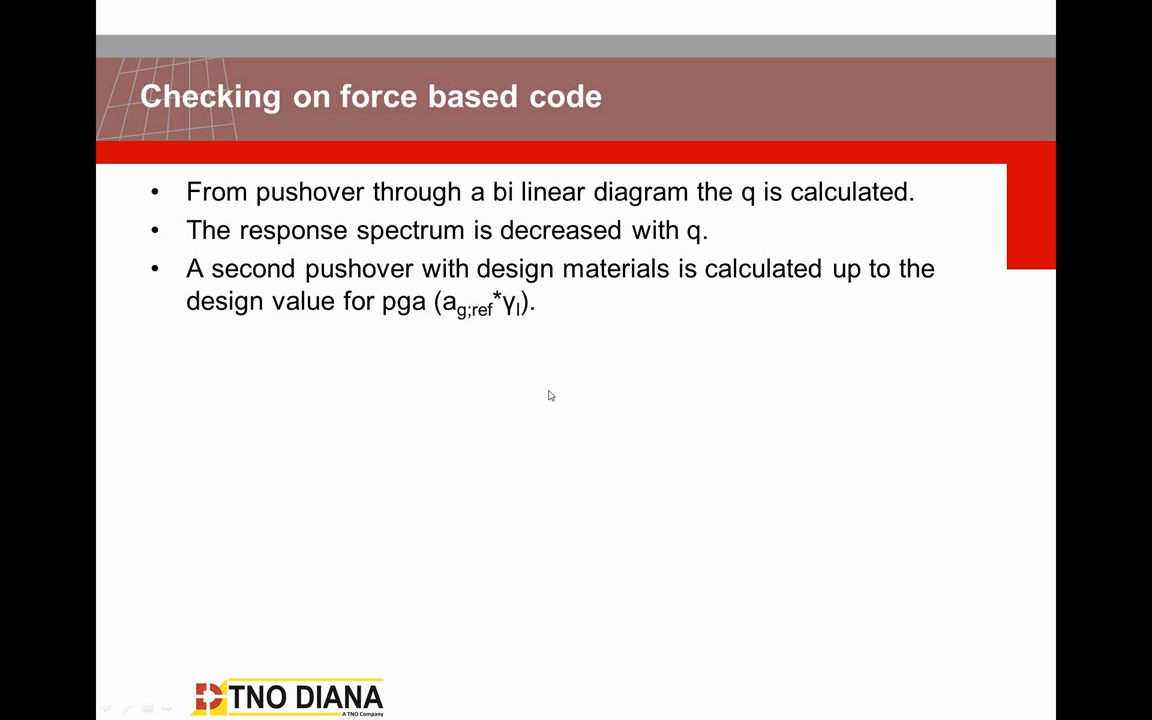 Checking on force based code
• From pushover through a bi linear diagram the q is calculated.
• The response spectrum is decreased with q.
• A second pushover with design materials is calculated up to the
design value for pga (ag;ref*γI).
TNO DIANA
A TNO Company